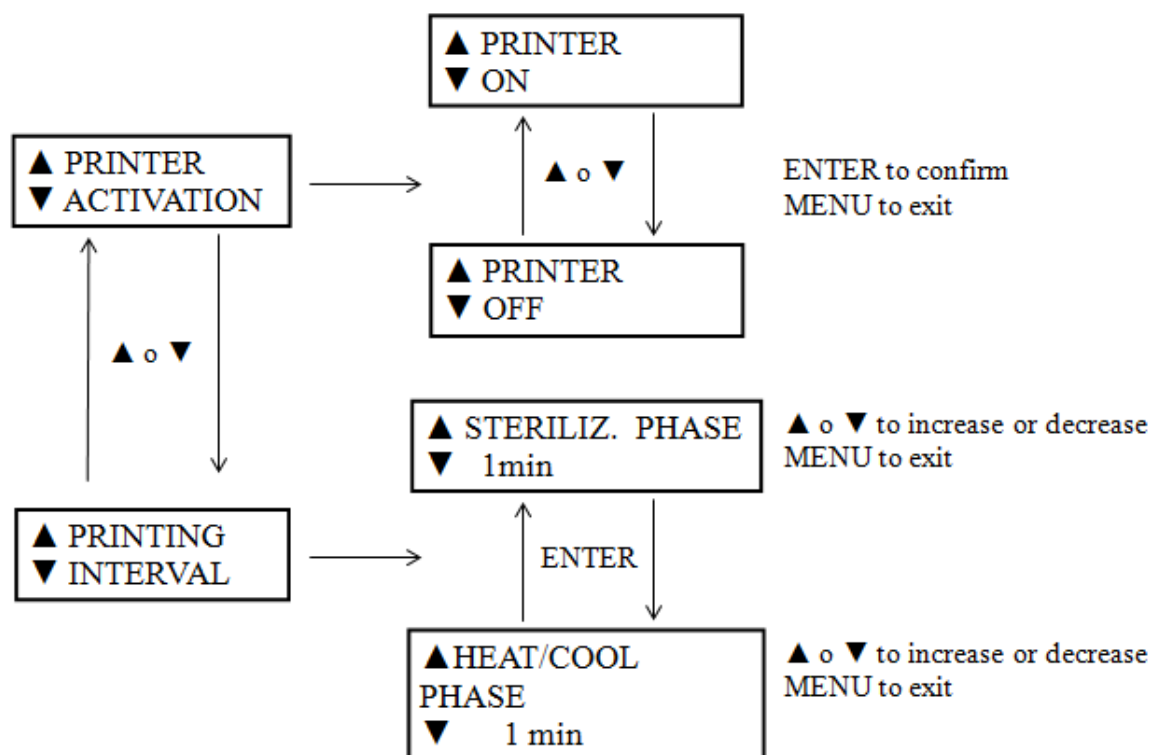 ▲ PRINTER
▼ ON
▲ PRINTER
▼ ACTIVATION
▲ o ▼
ENTER to confirm
MENU to exit
▲ PRINTER
▼ OFF
▲ o ▼
▲ STERILIZ. PHASE
▼ 1min
▲ o ▼ to increase or decrease
MENU to exit
▲ PRINTING
▼ INTERVAL
ENTER
▲HEAT/COOL
PHASE
▼ 1 min
▲ o ▼ to increase or decrease
MENU to exit